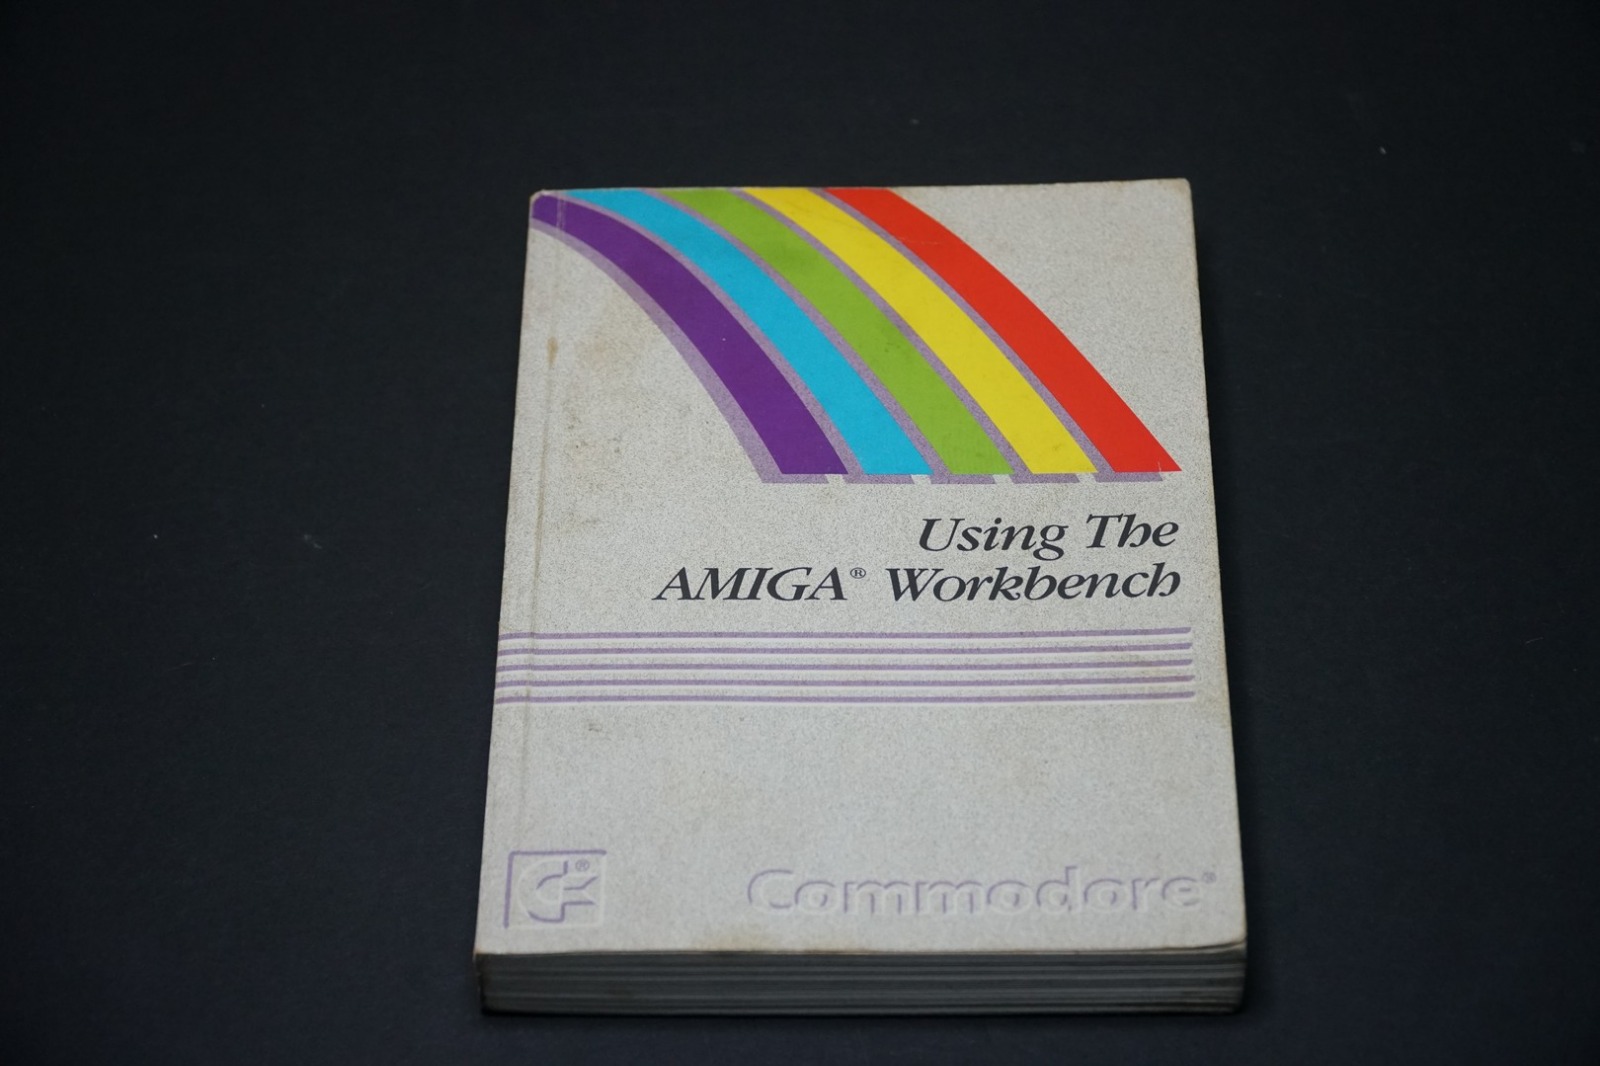 Using The
AMIGA® Workbench
®
Commodore®